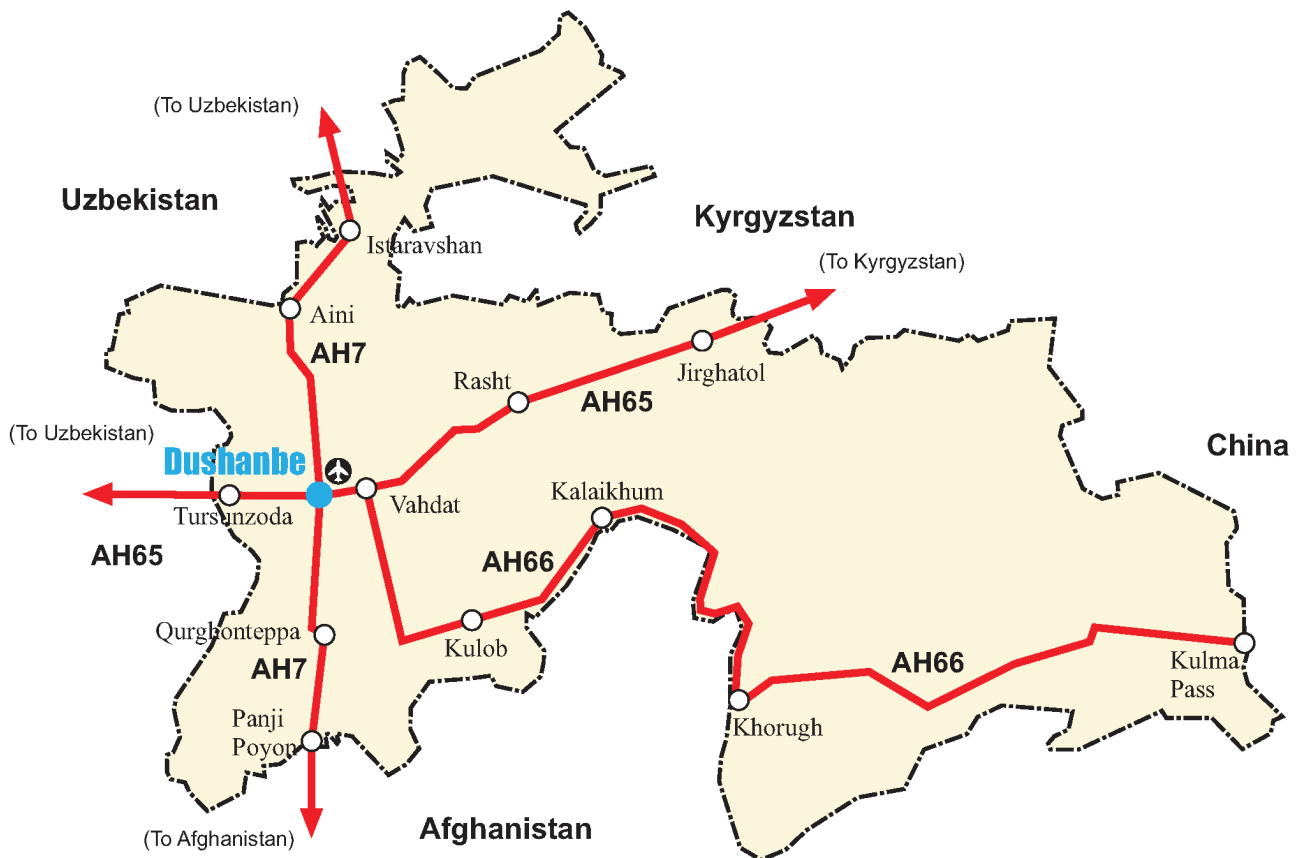 (To Uzbekistan)
Uzbekistan
Kyrgyzstan
Istaravshan
(To Kyrgyzstan)
Aini
AH7
Jirghatol
Rasht
AH65
(To Uzbekistan)
China
Dushanbe
Vahdat
Kalaikhum
Tursunzoda
AH65
AH66
Qurghonteppa
Kulob
AH7
AH66
Kulma
Pass
Panji
Poyon
Khorugh
(To Afghanistan)
Afghanistan